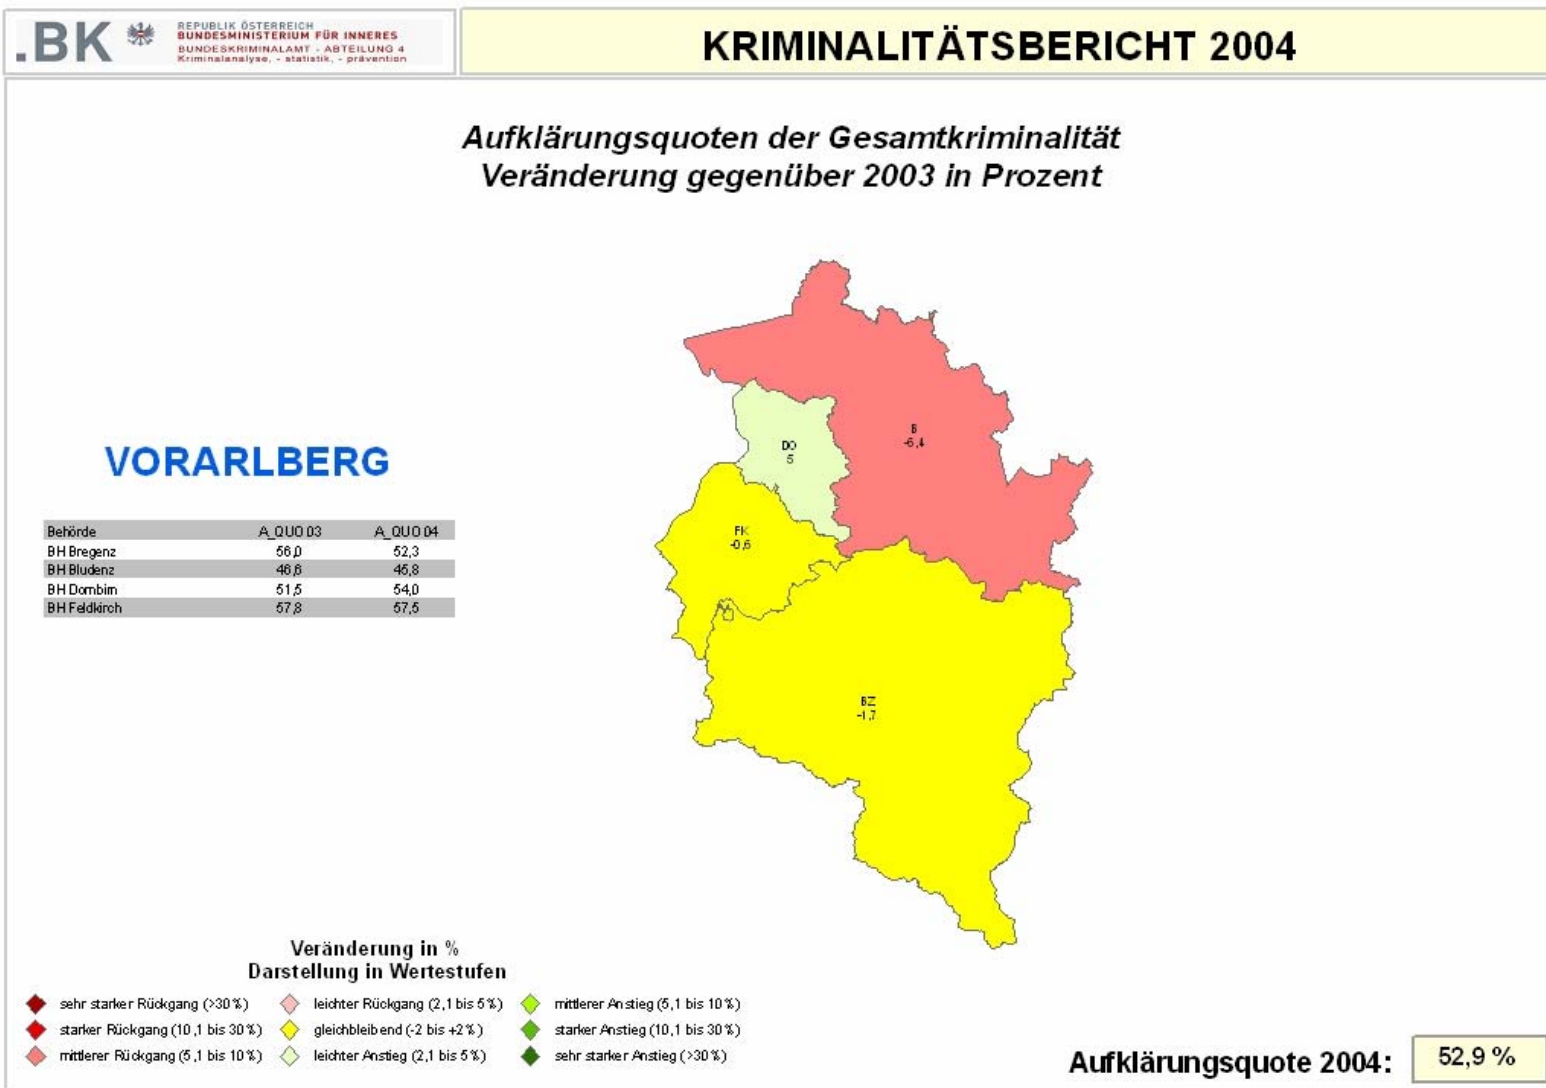 .BK
REPUBLIK ÖSTERREICH
BUNDESMINISTERIUM FÜR INNERES
BUNDESKRIMINALAMT - ABTEILUNG 4
Kriminalanalyse, - statistik, - prävention
KRIMINALITÄTSBERICHT 2004
Aufklärungsquoten der Gesamtkriminalität
Veränderung gegenüber 2003 in Prozent
VORARLBERG
Behörde A_QUO 03 A_QUO 04
BH Bregenz 56,0 52,3
BH Bludenz 46,6 45,8
BH Dornbirn 51,5 54,0
BH Feldkirch 57,8 57,5
B
-6,4
DO
5
FK
-0,6
BZ
-1,7
Veränderung in %
Darstellung in Wertestufen
sehr starker Rückgang (>30%) leichter Rückgang (2,1 bis 5%) mittlerer Anstieg (5,1 bis 10%)
starker Rückgang (10,1 bis 30%) gleichbleibend (-2 bis +2%) starker Anstieg (10,1 bis 30%)
mittlerer Rückgang (5,1 bis 10%) leichter Anstieg (2,1 bis 5%) sehr starker Anstieg (>30%)
Aufklärungsquote 2004: 52,9 %